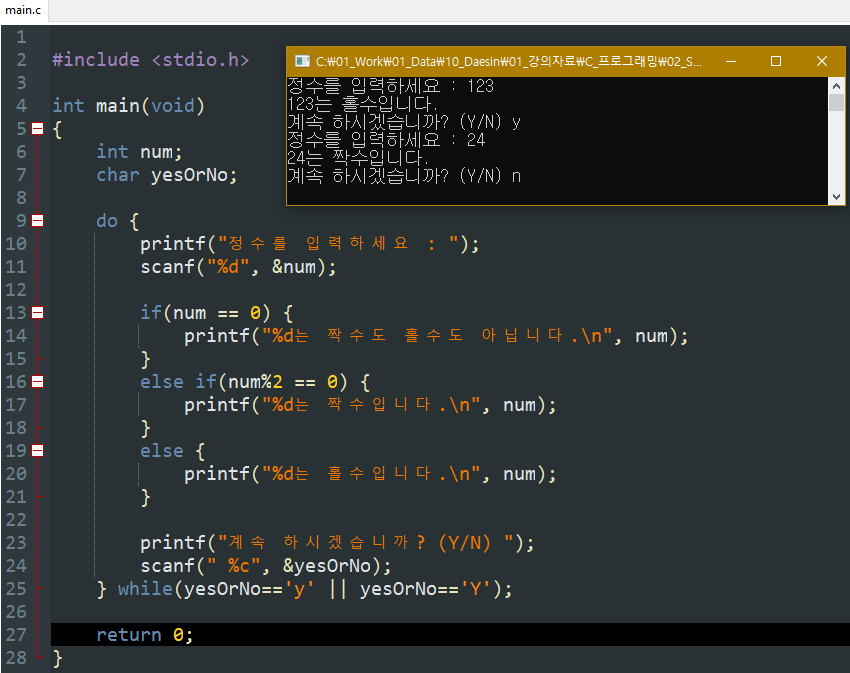 main.c
1
2 #include <stdio.h>
3
4 int main(void)
5 {
6 int num;
7 char yesOrNo;
8
9 do {
10 printf("정수를 입력하세요 : ");
11 scanf("%d", &num);
12
13 if(num == 0) {
14 printf("%d는 짝수도 홀수도 아닙니다.\n", num);
15 }
16 else if(num%2 == 0) {
17 printf("%d는 짝수입니다.\n", num);
18 }
19 else {
20 printf("%d는 홀수입니다.\n", num);
21 }
22
23 printf("계속 하시겠습니까? (Y/N) ");
24 scanf(" %c", &yesOrNo);
25 } while(yesOrNo=='y' || yesOrNo=='Y');
26
27 return 0;
28 }
C:₩01_Work₩01_Data₩10_Daesin₩01_강의자료₩C_프로그래밍₩02_S...
정수를 입력하세요 : 123
123는 홀수입니다.
계속 하시겠습니까? (Y/N) y
정수를 입력하세요 : 24
24는 짝수입니다.
계속 하시겠습니까? (Y/N) n